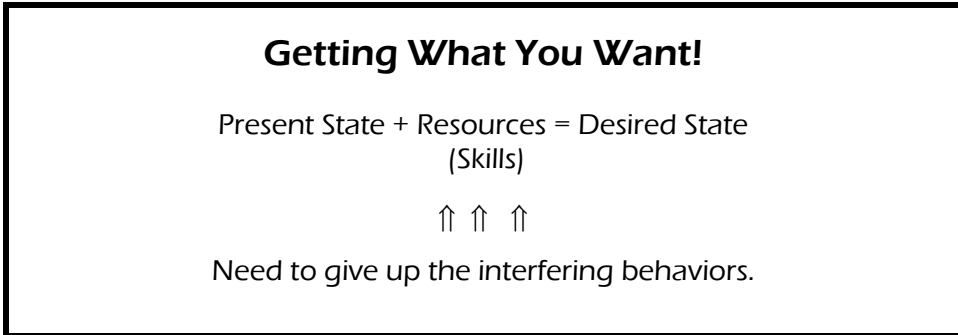 Getting What You Want!
Present State + Resources = Desired State
(Skills)
⇑ ⇑ ⇑
Need to give up the interfering behaviors.